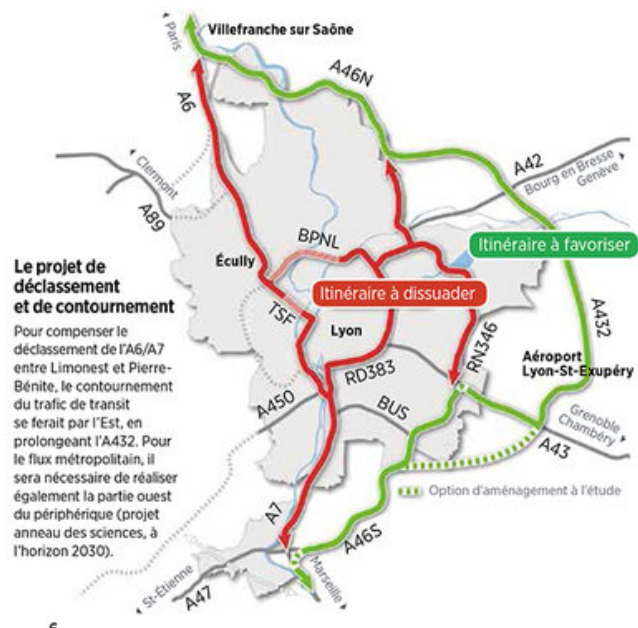 Paris
Villefranche sur Saône
A46N
A6
A42
Bourg en Bresse
Genève
Clermont
A89
BPNL
Itinéraire à favoriser
Écully
Itinéraire à dissuader
TSF
Lyon
RN346
A432
Aéroport
Lyon-St-Exupéry
RD383
A450
BUS
Grenoble
Chambéry
A43
Option d'aménagement à l'étude
A7
A46S
Marseille
St-Étienne
A47
Le projet de
déclassement
et de contournement
Pour compenser le
déclassement de l'A6/A7
entre Limonest et Pierre-
Bénite, le contournement
du trafic de transit
se ferait par l'Est, en
prolongeant l'A432. Pour
le flux métropolitain, il
sera nécessaire de réaliser
également la partie ouest
du périphérique (projet
anneau des sciences, à
l'horizon 2030).